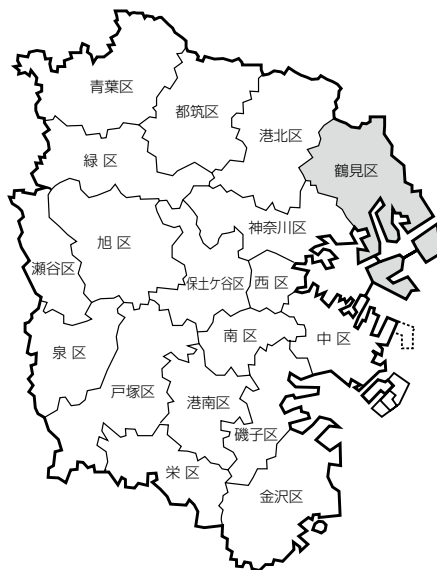 青葉区
都筑区
港北区
緑 区
鶴見区
神奈川区
旭 区
瀬谷区
保土ケ谷区
西 区
泉 区
南 区
中 区
戸塚区
港南区
磯子区
栄 区
金沢区